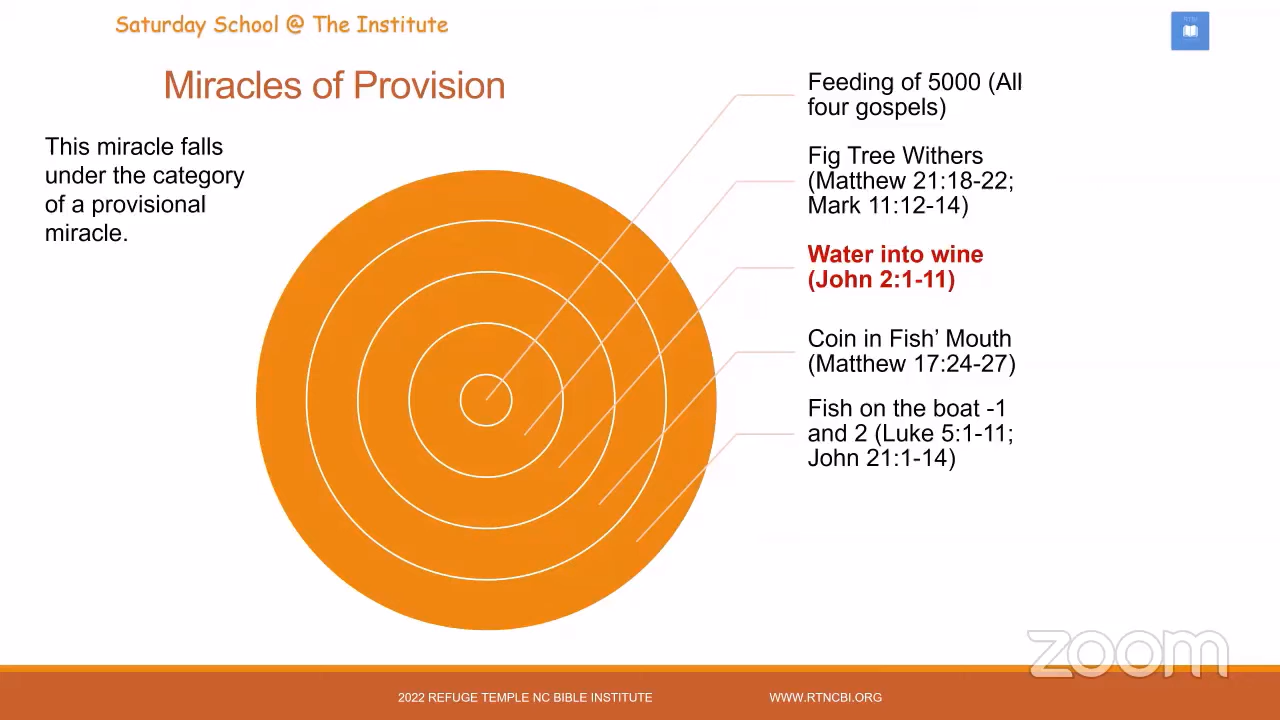 Saturday School @ The Institute
RTNC
Miracles of Provision
This miracle falls
under the category
of a provisional
miracle.
Feeding of 5000 (All
four gospels)
Fig Tree Withers
(Matthew 21:18-22;
Mark 11:12-14)
Water into wine
(John 2:1-11)
Coin in Fish’ Mouth
(Matthew 17:24-27)
Fish on the boat -1
and 2 (Luke 5:1-11;
John 21:1-14)
zoom
2022 REFUGE TEMPLE NC BIBLE INSTITUTE
WWW.RTNCBI.ORG